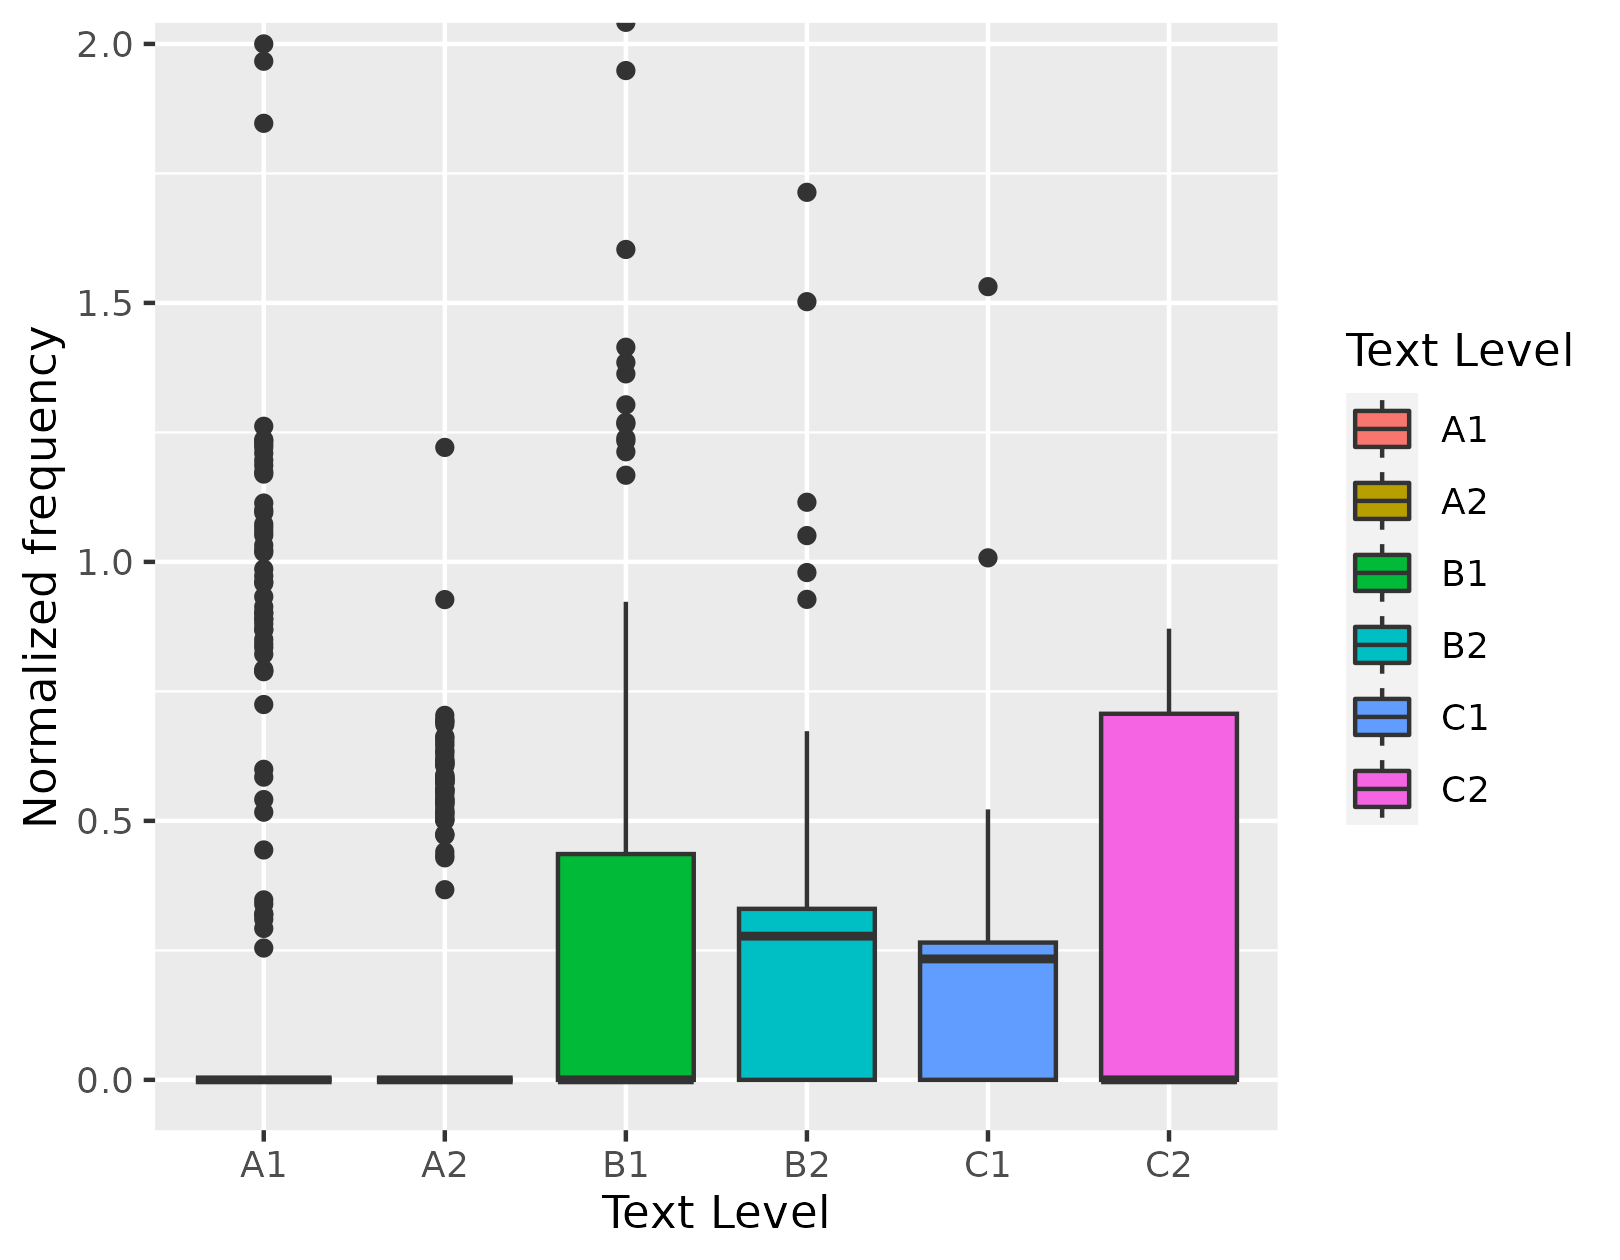 Normalized frequency
2.0
1.5
1.0
0.5
0.0
A1 A2 B1 B2 C1 C2
Text Level
Text Level
A1
A2
B1
B2
C1
C2